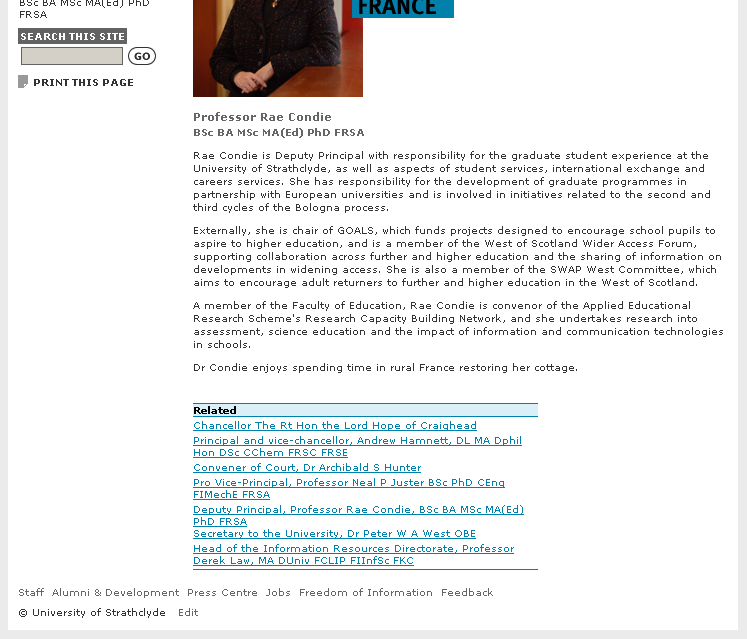 BSc BA MSc MA(Ed) PhD
FRSA
SEARCH THIS SITE
GO
PRINT THIS PAGE
FRANCE
Professor Rae Condie
BSc BA MSc MA(Ed) PhD FRSA
Rae Condie is Deputy Principal with responsibility for the graduate student experience at the
University of Strathclyde, as well as aspects of student services, international exchange and
careers services. She has responsibility for the development of graduate programmes in
partnership with European universities and is involved in initiatives related to the second and
third cycles of the Bologna process.
Externally, she is chair of GOALS, which funds projects designed to encourage school pupils to
aspire to higher education, and is a member of the West of Scotland Wider Access Forum,
supporting collaboration across further and higher education and the sharing of information on
developments in widening access. She is also a member of the SWAP West Committee, which
aims to encourage adult returners to further and higher education in the West of Scotland.
A member of the Faculty of Education, Rae Condie is convenor of the Applied Educational
Research Scheme's Research Capacity Building Network, and she undertakes research into
assessment, science education and the impact of information and communication technologies
in schools.
Dr Condie enjoys spending time in rural France restoring her cottage.
Related
Chancellor The Rt Hon the Lord Hope of Craighead
Principal and vice-chancellor, Andrew Hamnett, DL MA Dphil
Hon DSc CChem FRSC FRSE
Convener of Court, Dr Archibald S Hunter
Pro Vice-Principal, Professor Neal P Juster BSc PhD CEng
FIMechE FRSA
Deputy Principal, Professor Rae Condie, BSc BA MSc MA(Ed)
PhD FRSA
Secretary to the University, Dr Peter W A West OBE
Head of the Information Resources Directorate, Professor
Derek Law, MA DUniv FCLIP FIInfSc FKC
Staff Alumni & Development Press Centre Jobs Freedom of Information Feedback
© University of Strathclyde Edit